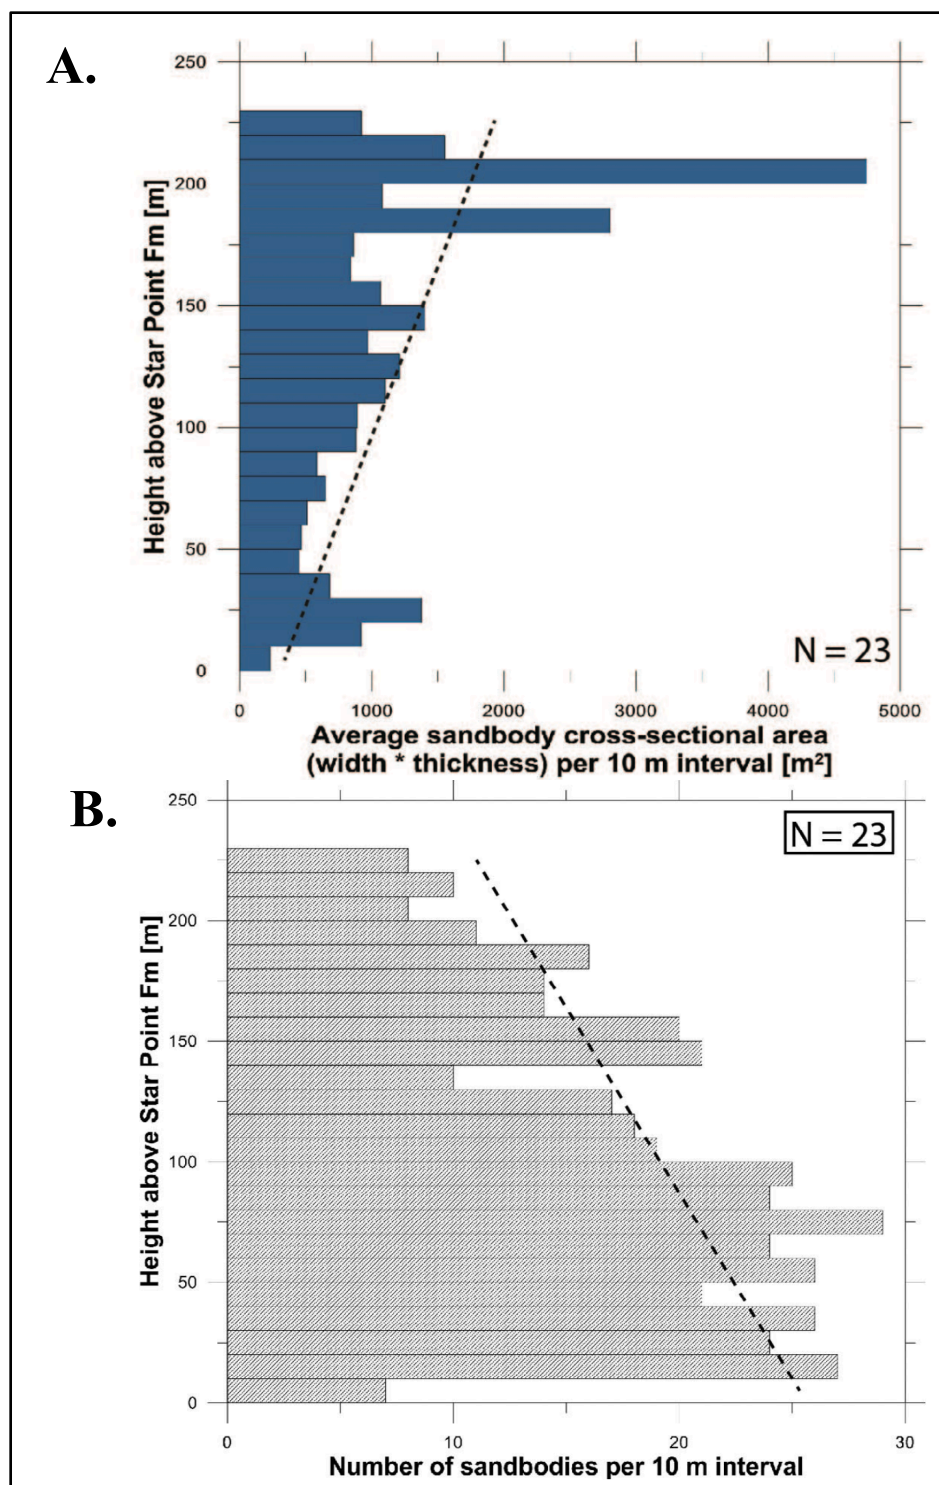 A.
250
200
150
100
50
0
Height above Star Point Fm [m]
N = 23
0 1000 2000 3000 4000 5000
Average sandbody cross-sectional area
(width * thickness) per 10 m interval [m²]
B.
250
200
150
100
50
0
Height above Star Point Fm [m]
N = 23
0 10 20 30
Number of sandbodies per 10 m interval